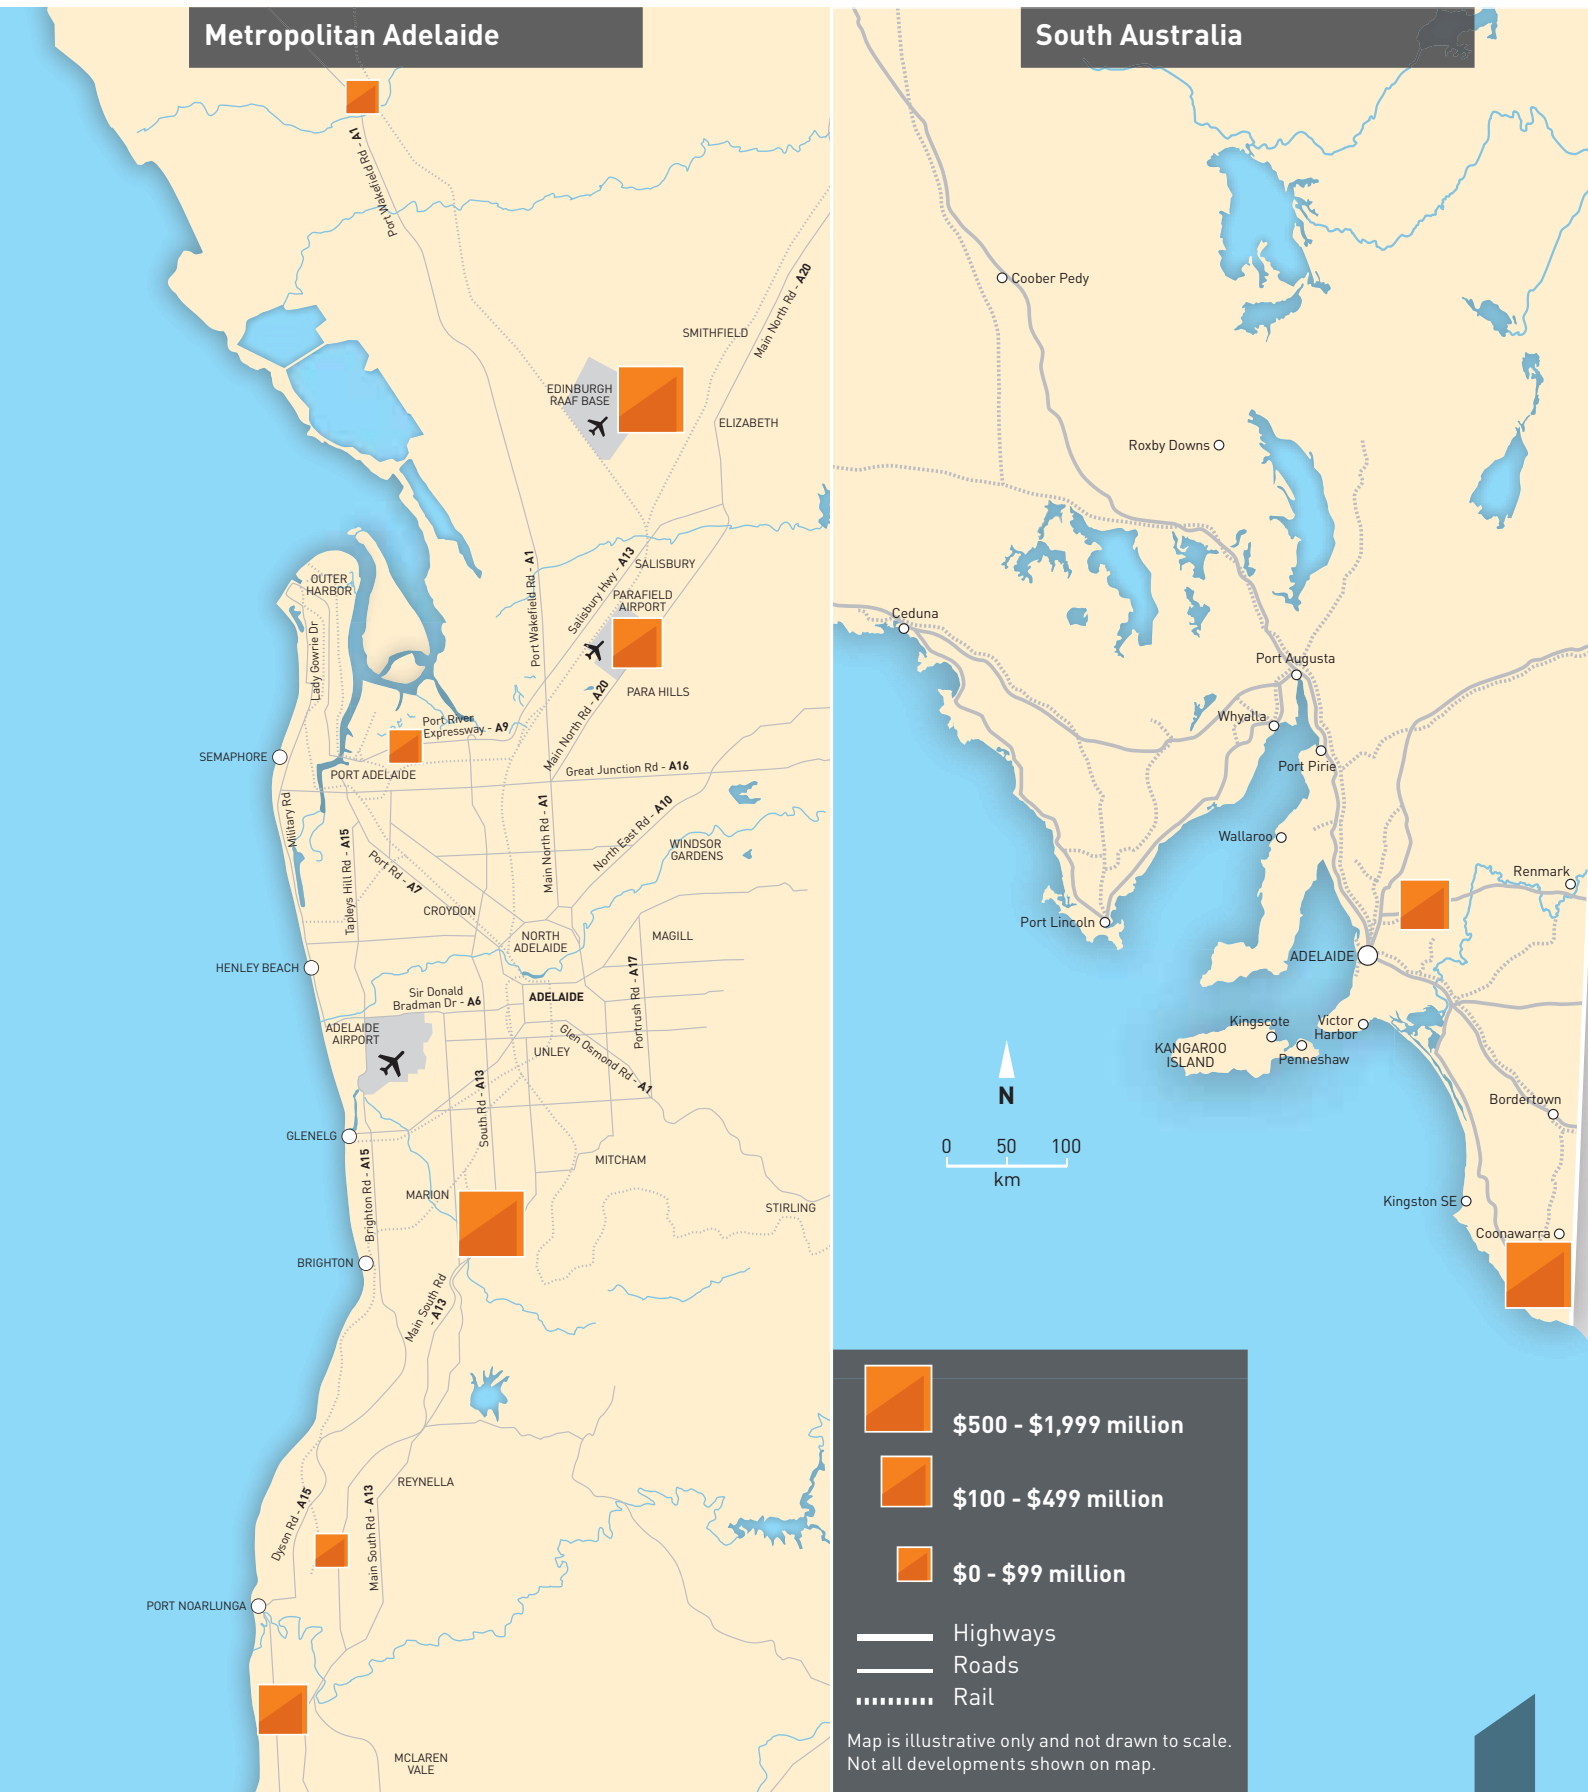 Metropolitan Adelaide
Port Wakefield Rd - A1
Main North Rd - A20
SMITHFIELD
EDINBURGH
RAAF BASE
ELIZABETH
Port Wakefield Rd - A1
Salisbury Hwy - A13
SALISBURY
OUTER
HARBOR
PARAFIELD
AIRPORT
Lady Gowrie Dr
PARA HILLS
Main North Rd - A20
Port River
Expressway - A9
SEMAPHORE
PORT ADELAIDE
Great Junction Rd - A16
Military Rd
Tapleys Hill Rd - A15
Port Rd - A7
Main North Rd - A1
North East Rd - A10
WINDSOR
GARDENS
CROYDON
NORTH
ADELAIDE
MAGILL
HENLEY BEACH
Sir Donald
Bradman Dr - A6
ADELAIDE
Portrush Rd - A17
ADELAIDE
AIRPORT
UNLEY
Glen Osmond Rd - A1
South Rd - A13
GLENELG
MITCHAM
Brighton Rd - A15
MARION
STIRLING
BRIGHTON
Main South Rd
- A13
REYNELLA
Dyson Rd - A15
Main South Rd - A13
PORT NOARLUNGA
MCLAREN
VALE
South Australia
Coober Pedy
Roxby Downs
Ceduna
Port Augusta
Whyalla
Port Pirie
Wallaroo
Renmark
Port Lincoln
ADELAIDE
Kingscote
Victor
Harbor
KANGAROO
ISLAND
Penneshaw
N
0 50 100
km
Bordertown
Kingston SE
Coonawarra
$500 - $1,999 million
$100 - $499 million
$0 - $99 million
Highways
Roads
Rail
Map is illustrative only and not drawn to scale.
Not all developments shown on map.